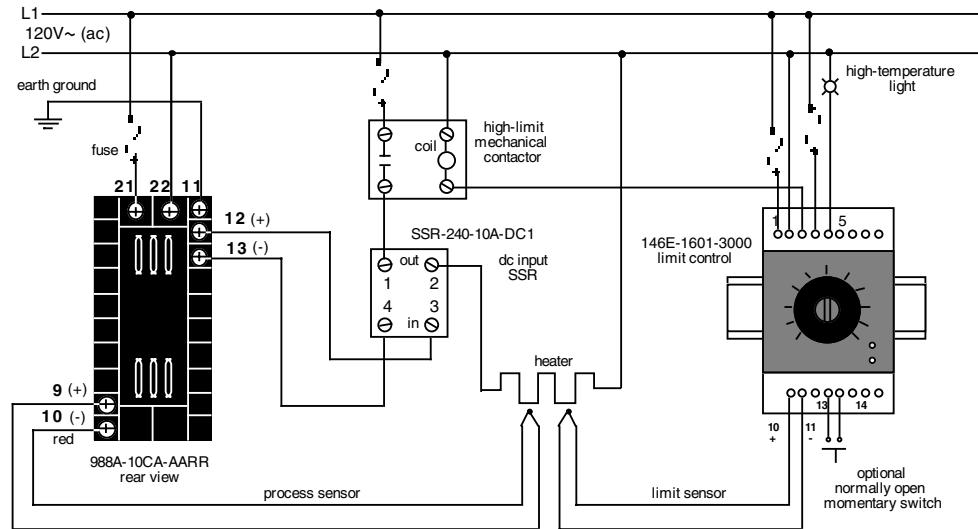 L1
120V~ (ac)
L2
earth ground
fuse
21 22 11
12 (+)
13 (-)
9 (+)
10 (-)
red
988A-10CA-AARR
rear view
high-limit
mechanical
contactor
coil
SSR-240-10A-DC1
dc input
SSR
out
1 2
4 3
in
heater
process sensor
limit sensor
high-temperature
light
146E-1601-3000
limit control
1 5
13 14
10
+
11
-
optional
normally open
momentary switch